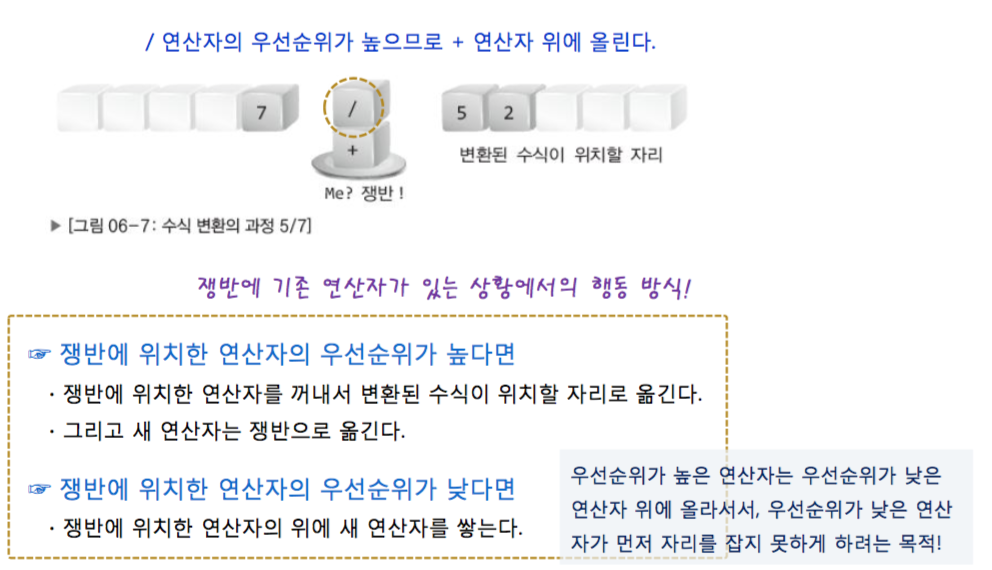 / 연산자의 우선순위가 높으므로 + 연산자 위에 올린다.
7 / 5 2
+
변환된 수식이 위치할 자리
Me? 쟁반 !
▶ [그림 06-7: 수식 변환의 과정 5/7]
쟁반에 기존 연산자가 있는 상황에서의 행동 방식!
☞ 쟁반에 위치한 연산자의 우선순위가 높다면
· 쟁반에 위치한 연산자를 꺼내서 변환된 수식이 위치할 자리로 옮긴다.
· 그리고 새 연산자는 쟁반으로 옮긴다.
☞ 쟁반에 위치한 연산자의 우선순위가 낮다면
· 쟁반에 위치한 연산자의 위에 새 연산자를 쌓는다.
우선순위가 높은 연산자는 우선순위가 낮은
연산자 위에 올라서서, 우선순위가 낮은 연산
자가 먼저 자리를 잡지 못하게 하려는 목적!